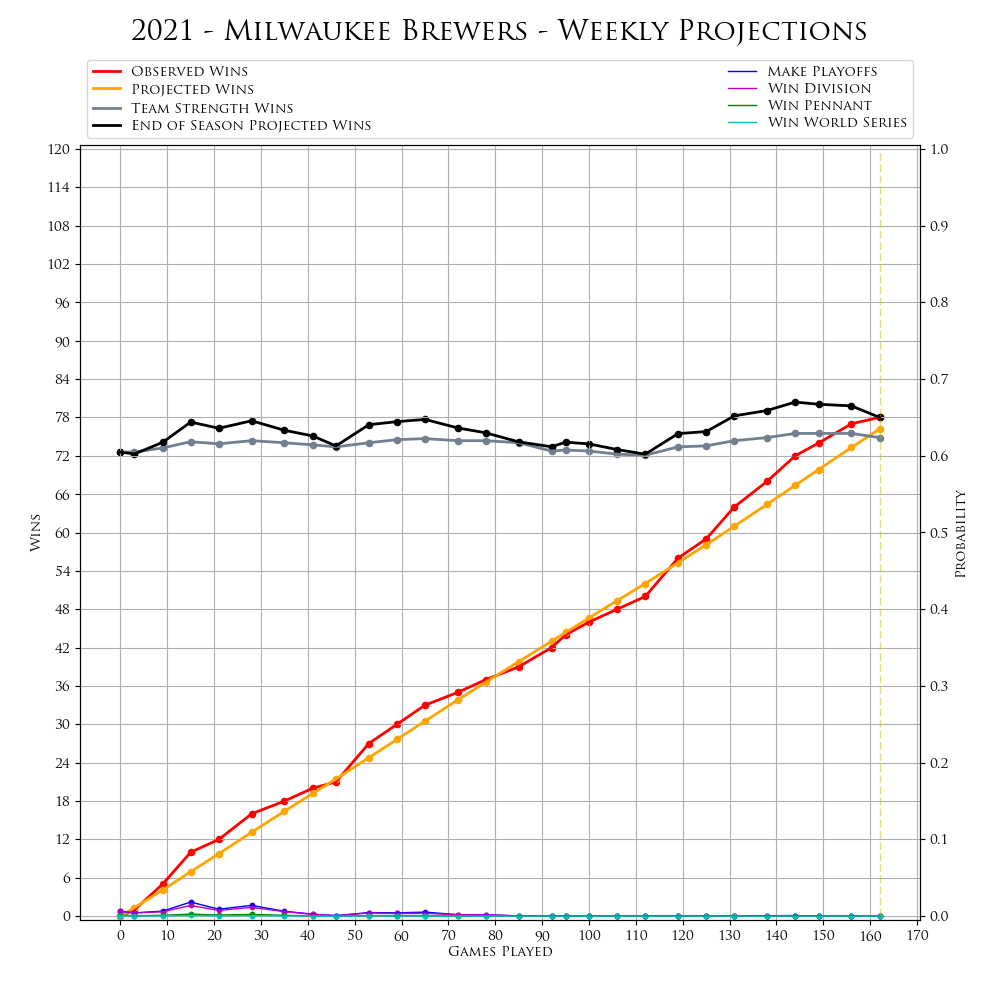 2021 - Milwaukee Brewers - Weekly Projections
Observed Wins
Projected Wins
Team Strength Wins
End of Season Projected Wins
Make Playoffs
Win Division
Win Pennant
Win World Series
120
114
108
102
96
90
84
78
72
66
60
54
48
42
36
30
24
18
12
6
0
Wins
1.0
0.9
0.8
0.7
0.6
0.5
0.4
0.3
0.2
0.1
0.0
Probability
0 10 20 30 40 50 60 70 80 90 100 110 120 130 140 150 160 170
Games Played